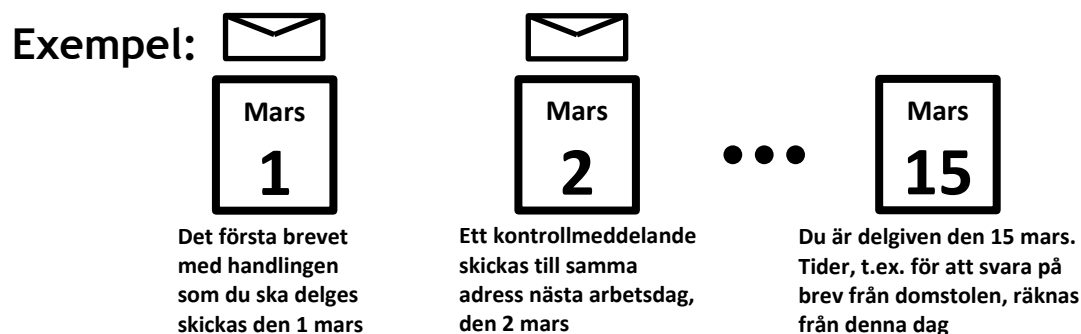 Exempel:
Mars
1
Det första brevet
med handlingen
som du ska delges
skickas den 1 mars
Mars
2
Ett kontrollmeddelande
skickas till samma
adress nästa arbetsdag,
den 2 mars
Mars
15
Du är delgiven den 15 mars.
Tider, t.ex. för att svara på
brev från domstolen, räknas
från denna dag